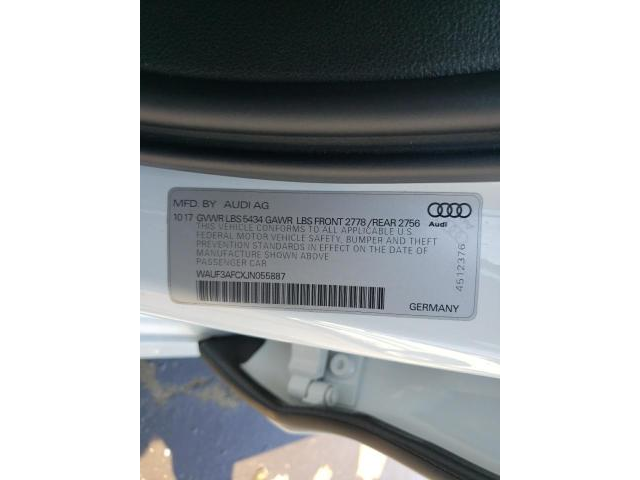 MFD. BY AUDI AG
10 17 GVWR LBS 5434 GAWR LBS FRONT 2778 / REAR 2756
THIS VEHICLE CONFORMS TO ALL APPLICABLE U.S
FEDERAL MOTOR VEHICLE SAFETY, BUMPER AND THEFT
PREVENTION STANDARDS IN EFFECT ON THE DATE OF
MANUFACTURE SHOWN ABOVE
PASSENGER CAR
WAUF3AFCXJN055887
Audi
4512376
GERMANY